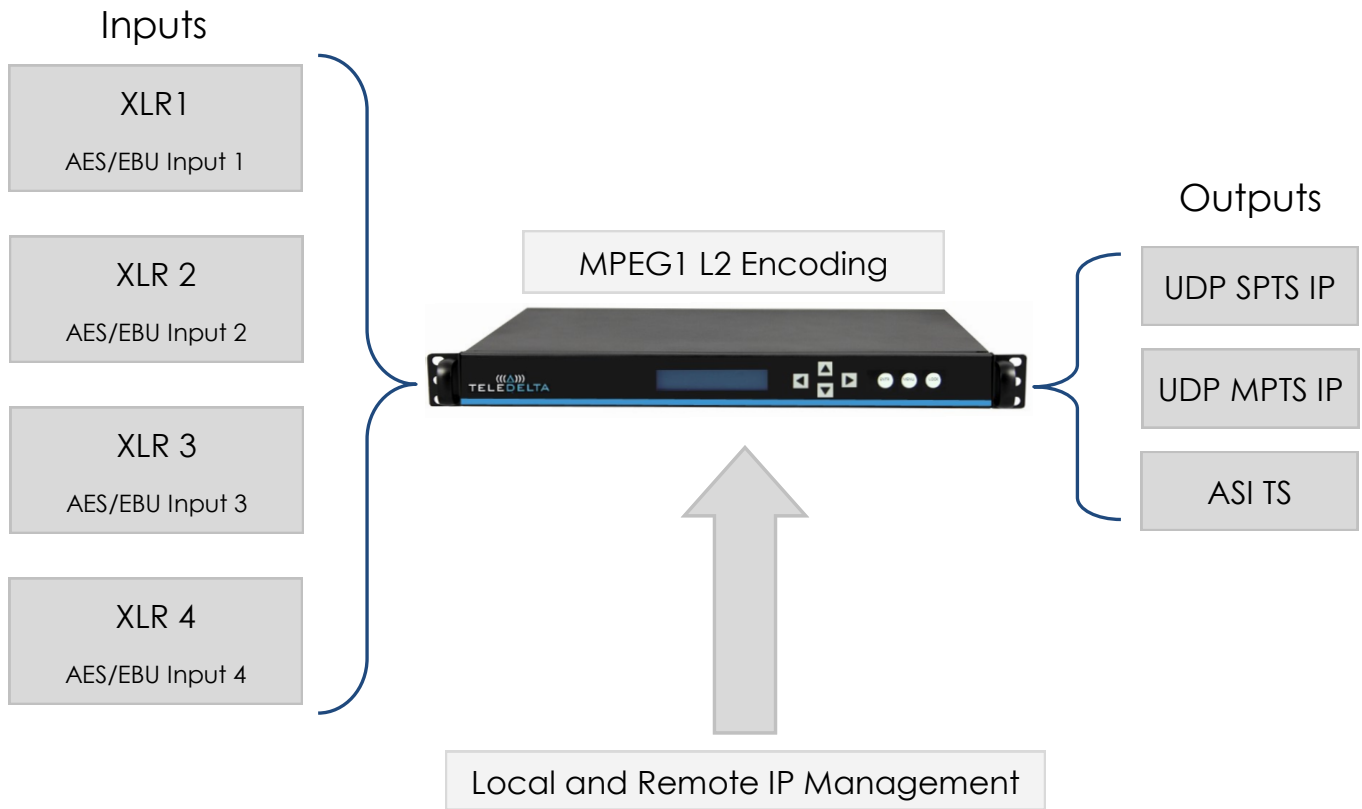 Inputs
XLR1
AES/EBU Input 1
XLR 2
AES/EBU Input 2
XLR 3
AES/EBU Input 3
XLR 4
AES/EBU Input 4
MPEG1 L2 Encoding
TELEDELTA
Local and Remote IP Management
Outputs
UDP SPTS IP
UDP MPTS IP
ASI TS